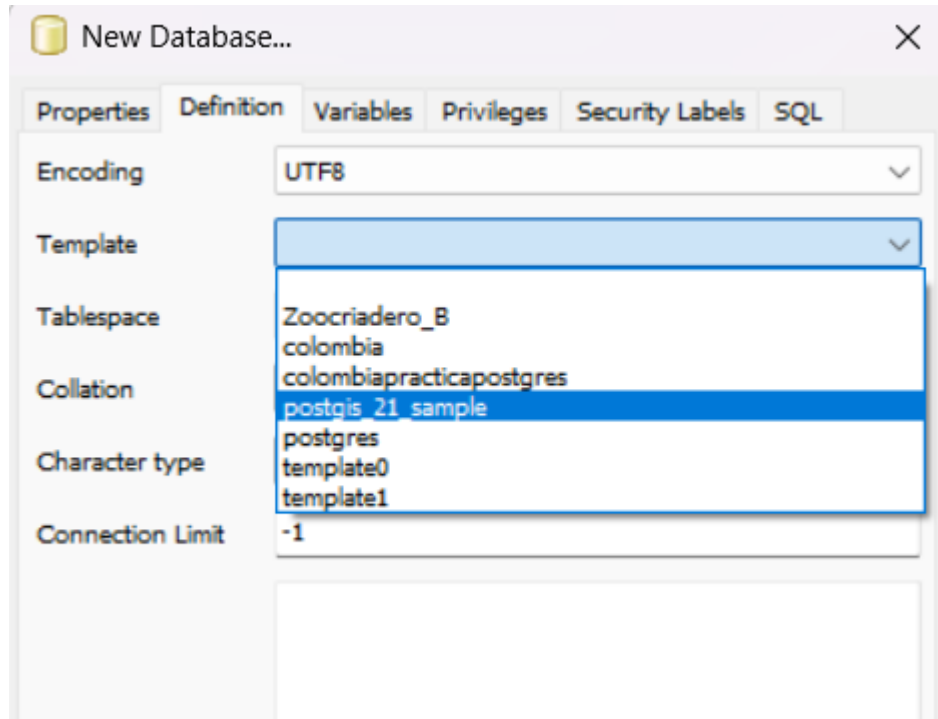 New Database...
Properties Definition Variables Privileges Security Labels SQL
Encoding UTF8
Template
Tablespace
Zoocriadero_B
colombia
Collation
colombiapracticapostgres
postgis_21_sample
postgres
Character type
template0
template1
Connection Limit -1